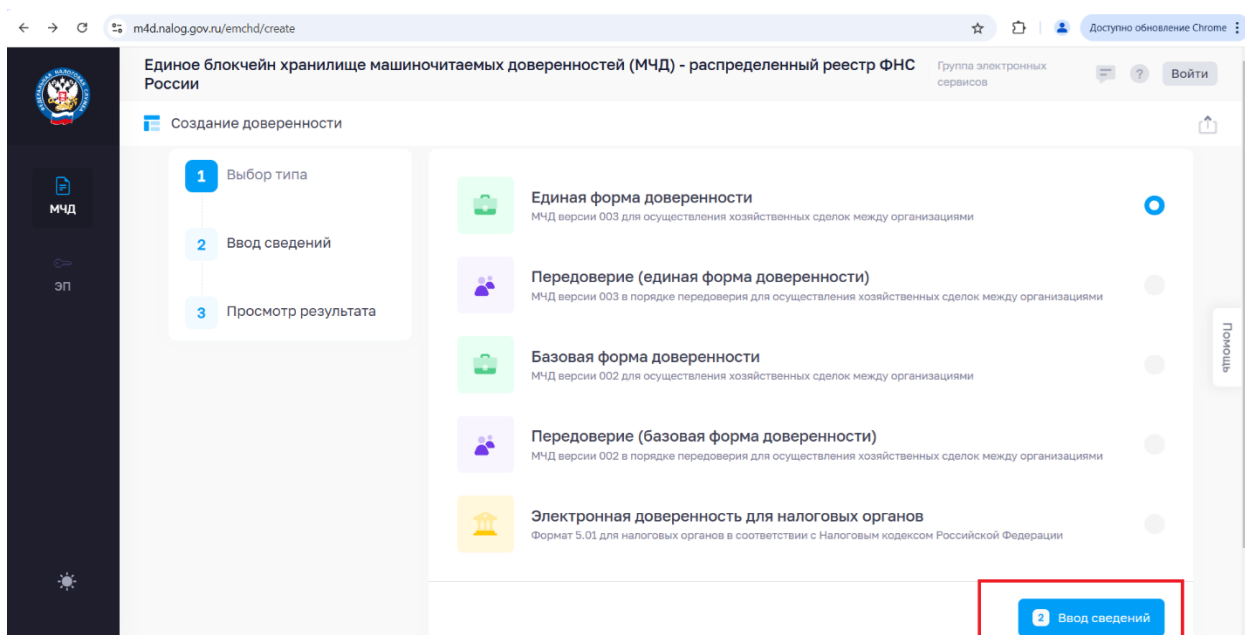 m4d.nalog.gov.ru/emchd/create
Доступно обновление Chrome
Единое блокчейн хранилище машиночитаемых доверенностей (МЧД) - распределенный реестр ФНС
России
Группа электронных
сервисов
?
Войти
Создание доверенности
МЧД
ЭП
1 Выбор типа
2 Ввод сведений
3 Просмотр результата
Единая форма доверенности
МЧД версии 003 для осуществления хозяйственных сделок между организациями
Передоверие (единая форма доверенности)
МЧД версии 003 в порядке передоверия для осуществления хозяйственных сделок между организациями
Базовая форма доверенности
МЧД версии 002 для осуществления хозяйственных сделок между организациями
Передоверие (базовая форма доверенности)
МЧД версии 002 в порядке передоверия для осуществления хозяйственных сделок между организациями
Электронная доверенность для налоговых органов
Формат 5.01 для налоговых органов в соответствии с Налоговым кодексом Российской Федерации
Помощь
2 Ввод сведений